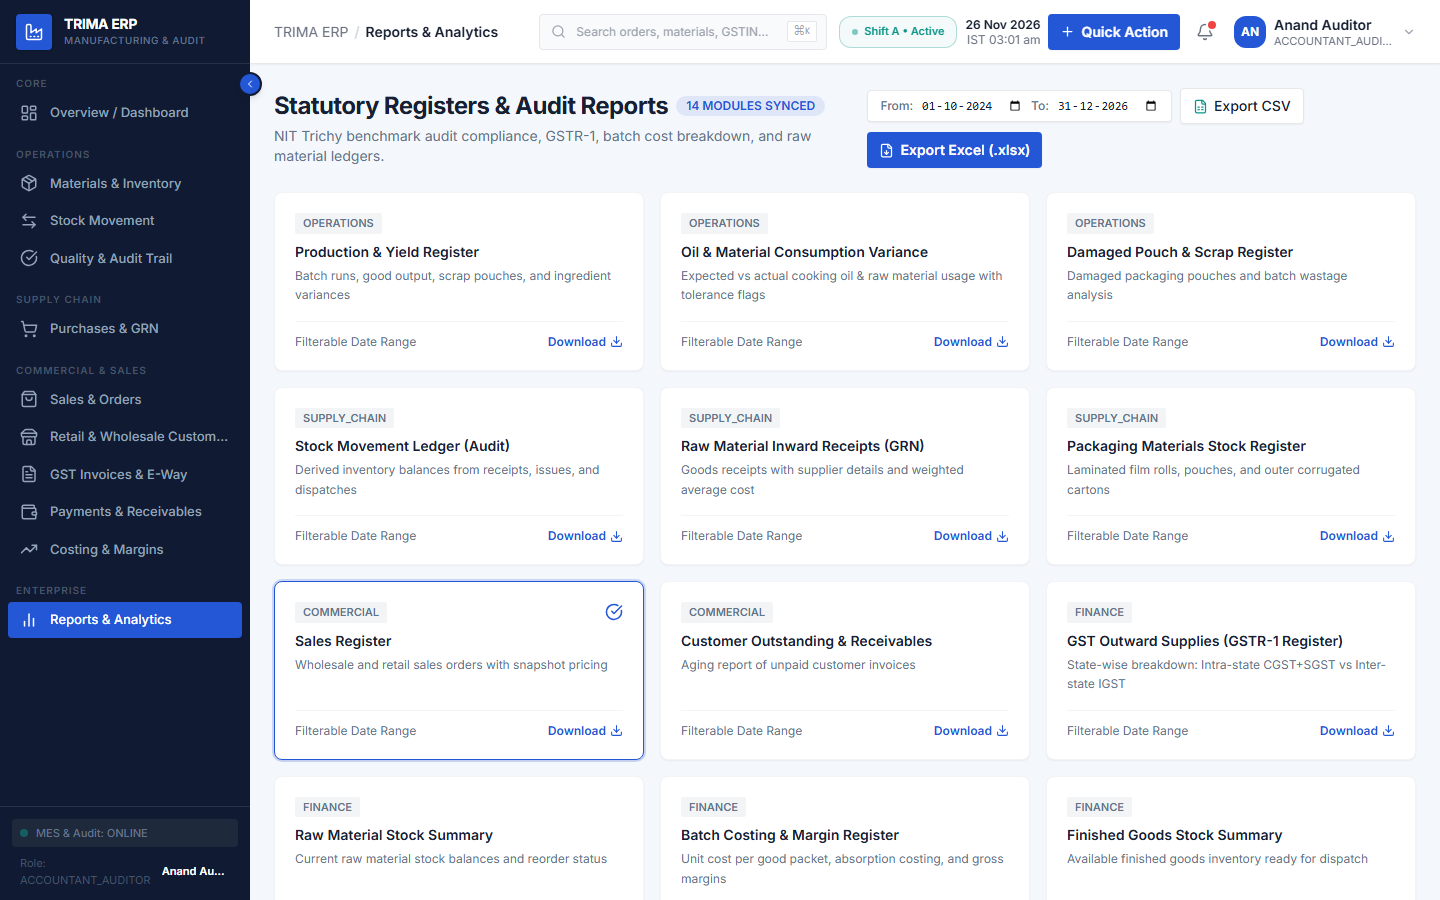 TRIMA ERP
MANUFACTURING & AUDIT
CORE
Overview / Dashboard
OPERATIONS
Materials & Inventory
Stock Movement
Quality & Audit Trail
SUPPLY CHAIN
Purchases & GRN
COMMERCIAL & SALES
Sales & Orders
Retail & Wholesale Custom...
GST Invoices & E-Way
Payments & Receivables
Costing & Margins
ENTERPRISE
Reports & Analytics
MES & Audit: ONLINE
Role:
ACCOUNTANT_AUDITOR
Anand Au...
TRIMA ERP / Reports & Analytics
Search orders, materials, GSTIN...
⌘K
Shift A • Active
26 Nov 2026
IST 03:01 am
Quick Action
AN
Anand Auditor
ACCOUNTANT_AUDI...
Statutory Registers & Audit Reports
14 MODULES SYNCED
NIT Trichy benchmark audit compliance, GSTR-1, batch cost breakdown, and raw
material ledgers.
From: 01-10-2024 To: 31-12-2026
Export CSV
Export Excel (.xlsx)
OPERATIONS
Production & Yield Register
Batch runs, good output, scrap pouches, and ingredient
variances
Filterable Date Range
Download
OPERATIONS
Oil & Material Consumption Variance
Expected vs actual cooking oil & raw material usage with
tolerance flags
Filterable Date Range
Download
OPERATIONS
Damaged Pouch & Scrap Register
Damaged packaging pouches and batch wastage
analysis
Filterable Date Range
Download
SUPPLY_CHAIN
Stock Movement Ledger (Audit)
Derived inventory balances from receipts, issues, and
dispatches
Filterable Date Range
Download
SUPPLY_CHAIN
Raw Material Inward Receipts (GRN)
Goods receipts with supplier details and weighted
average cost
Filterable Date Range
Download
SUPPLY_CHAIN
Packaging Materials Stock Register
Laminated film rolls, pouches, and outer corrugated
cartons
Filterable Date Range
Download
COMMERCIAL
Sales Register
Wholesale and retail sales orders with snapshot pricing
Filterable Date Range
Download
COMMERCIAL
Customer Outstanding & Receivables
Aging report of unpaid customer invoices
Filterable Date Range
Download
FINANCE
GST Outward Supplies (GSTR-1 Register)
State-wise breakdown: Intra-state CGST+SGST vs Inter-
state IGST
Filterable Date Range
Download
FINANCE
Raw Material Stock Summary
Current raw material stock balances and reorder status
FINANCE
Batch Costing & Margin Register
Unit cost per good packet, absorption costing, and gross
margins
FINANCE
Finished Goods Stock Summary
Available finished goods inventory ready for dispatch